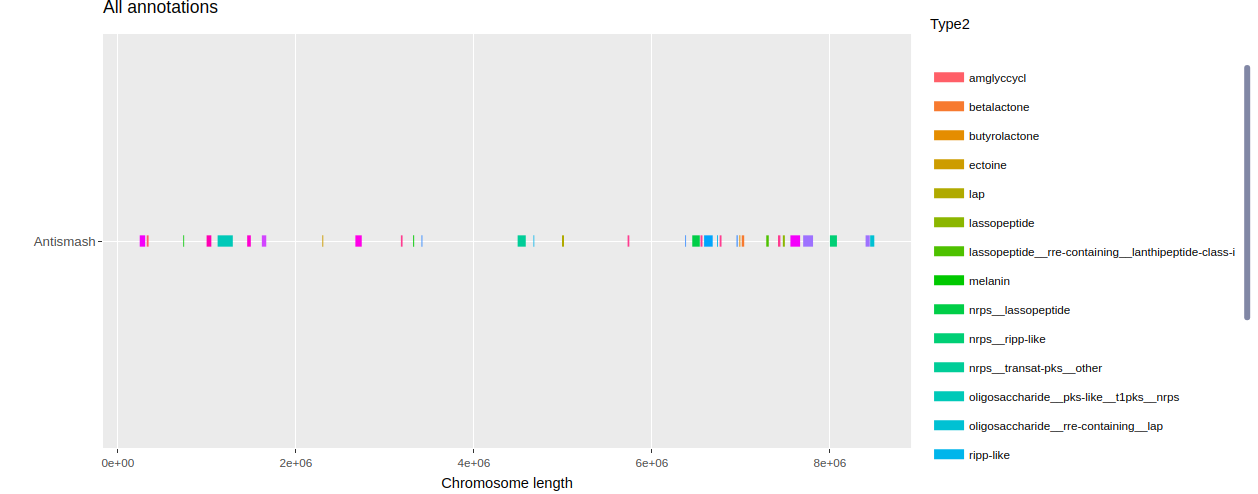 All annotations
Type2
amglyccycl
betalactone
butyrolactone
ectoine
lap
lassopeptide
lassopeptide__rre-containing__lanthipeptide-class-i
melanin
nrps__lassopeptide
nrps__ripp-like
nrps__transat-pks__other
oligosaccharide__pks-like__t1pks__nrps
oligosaccharide__rre-containing__lap
ripp-like
Antismash
0e+00
2e+06
4e+06
6e+06
8e+06
Chromosome length